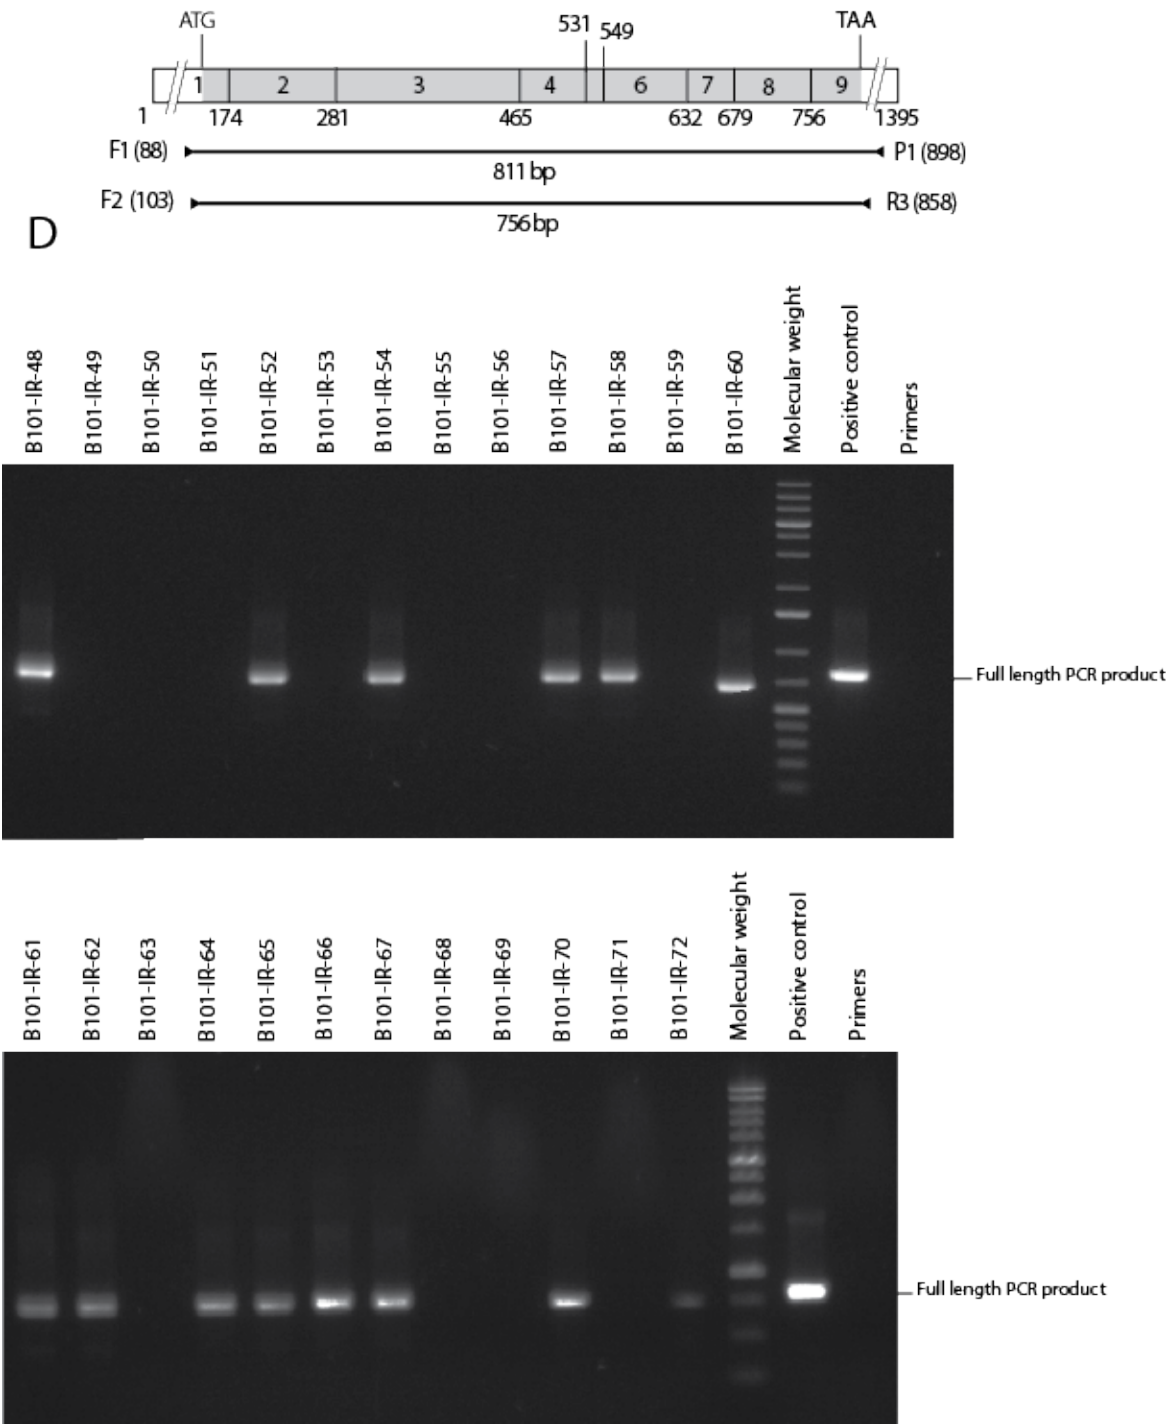 ATG 531 549 TAA
1 2 3 4 6 7 8 9
1 174 281 465 632 679 756 1395
F1 (88) P1 (898)
811 bp
F2 (103) R3 (858)
756 bp
D
B101-IR-48
B101-IR-49
B101-IR-50
B101-IR-51
B101-IR-52
B101-IR-53
B101-IR-54
B101-IR-55
B101-IR-56
B101-IR-57
B101-IR-58
B101-IR-59
B101-IR-60
Molecular weight
Positive control
Primers
Full length PCR product
B101-IR-61
B101-IR-62
B101-IR-63
B101-IR-64
B101-IR-65
B101-IR-66
B101-IR-67
B101-IR-68
B101-IR-69
B101-IR-70
B101-IR-71
B101-IR-72
Molecular weight
Positive control
Primers
Full length PCR product